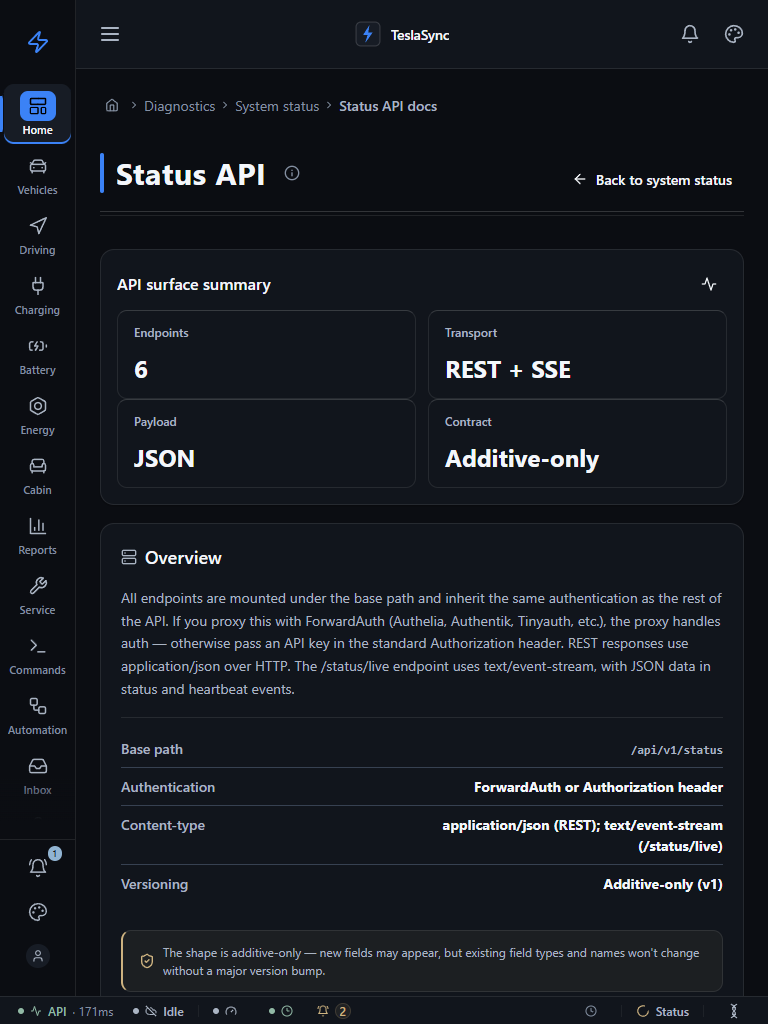 TeslaSync
Home
Vehicles
Driving
Charging
Battery
Energy
Cabin
Reports
Service
Commands
Automation
Inbox
1
Diagnostics > System status > Status API docs
Status API
Back to system status
API surface summary
Endpoints
6
Transport
REST + SSE
Payload
JSON
Contract
Additive-only
Overview
All endpoints are mounted under the base path and inherit the same authentication as the rest of
the API. If you proxy this with ForwardAuth (Authelia, Authentik, Tinyauth, etc.), the proxy handles
auth — otherwise pass an API key in the standard Authorization header. REST responses use
application/json over HTTP. The /status/live endpoint uses text/event-stream, with JSON data in
status and heartbeat events.
Base path /api/v1/status
Authentication ForwardAuth or Authorization header
Content-type application/json (REST); text/event-stream
(/status/live)
Versioning Additive-only (v1)
The shape is additive-only — new fields may appear, but existing field types and names won't change
without a major version bump.
API · 171ms Idle 2 Status